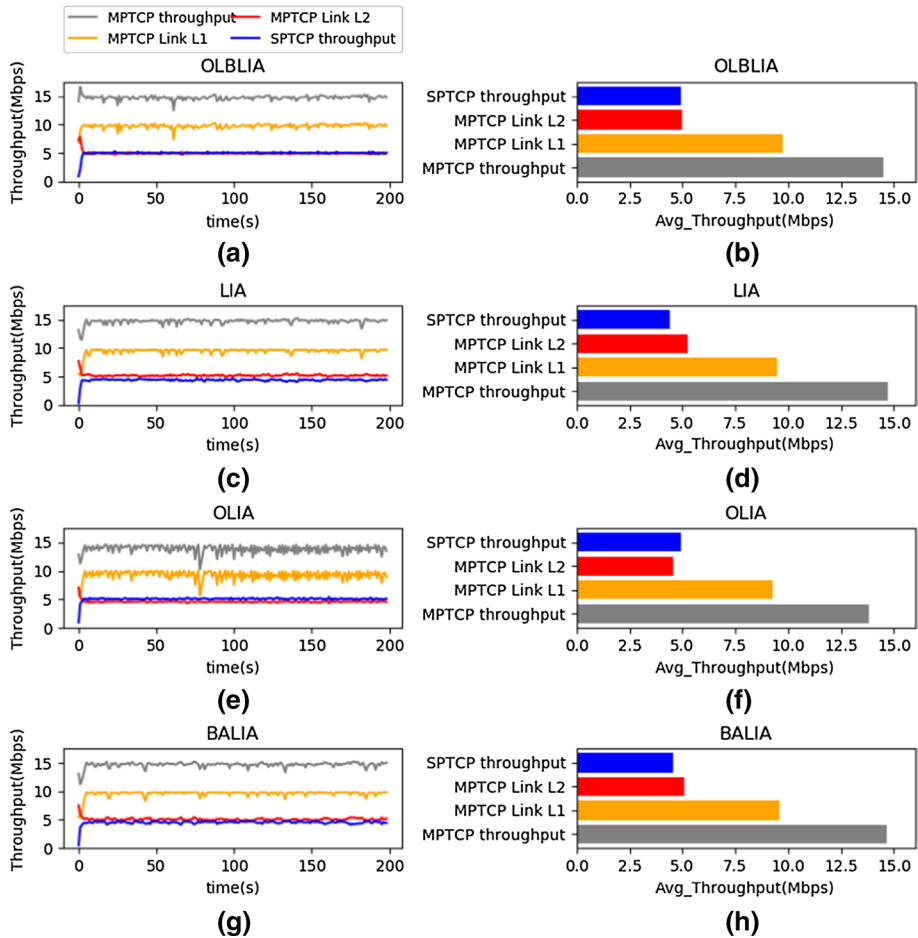 MPTCP throughput
MPTCP Link L2
MPTCP Link L1
SPTCP throughput
OLBLIA
Throughput(Mbps)
15
10
5
0
0 50 100 150 200
time(s)
(a)
OLBLIA
SPTCP throughput
MPTCP Link L2
MPTCP Link L1
MPTCP throughput
0.0 2.5 5.0 7.5 10.0 12.5 15.0
Avg_Throughput(Mbps)
(b)
LIA
Throughput(Mbps)
15
10
5
0
0 50 100 150 200
time(s)
(c)
LIA
SPTCP throughput
MPTCP Link L2
MPTCP Link L1
MPTCP throughput
0.0 2.5 5.0 7.5 10.0 12.5 15.0
Avg_Throughput(Mbps)
(d)
OLIA
Throughput(Mbps)
15
10
5
0
0 50 100 150 200
time(s)
(e)
OLIA
SPTCP throughput
MPTCP Link L2
MPTCP Link L1
MPTCP throughput
0.0 2.5 5.0 7.5 10.0 12.5 15.0
Avg_Throughput(Mbps)
(f)
BALIA
Throughput(Mbps)
15
10
5
0
0 50 100 150 200
time(s)
(g)
BALIA
SPTCP throughput
MPTCP Link L2
MPTCP Link L1
MPTCP throughput
0.0 2.5 5.0 7.5 10.0 12.5 15.0
Avg_Throughput(Mbps)
(h)